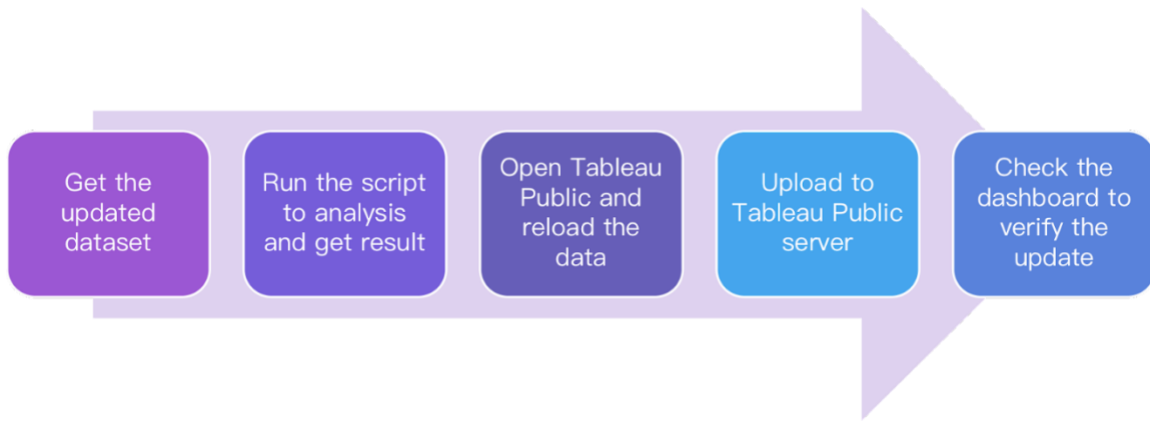 Get the
updated
dataset
Run the script
to analysis
and get result
Open Tableau
Public and
reload the
data
Upload to
Tableau Public
server
Check the
dashboard to
verify the
update